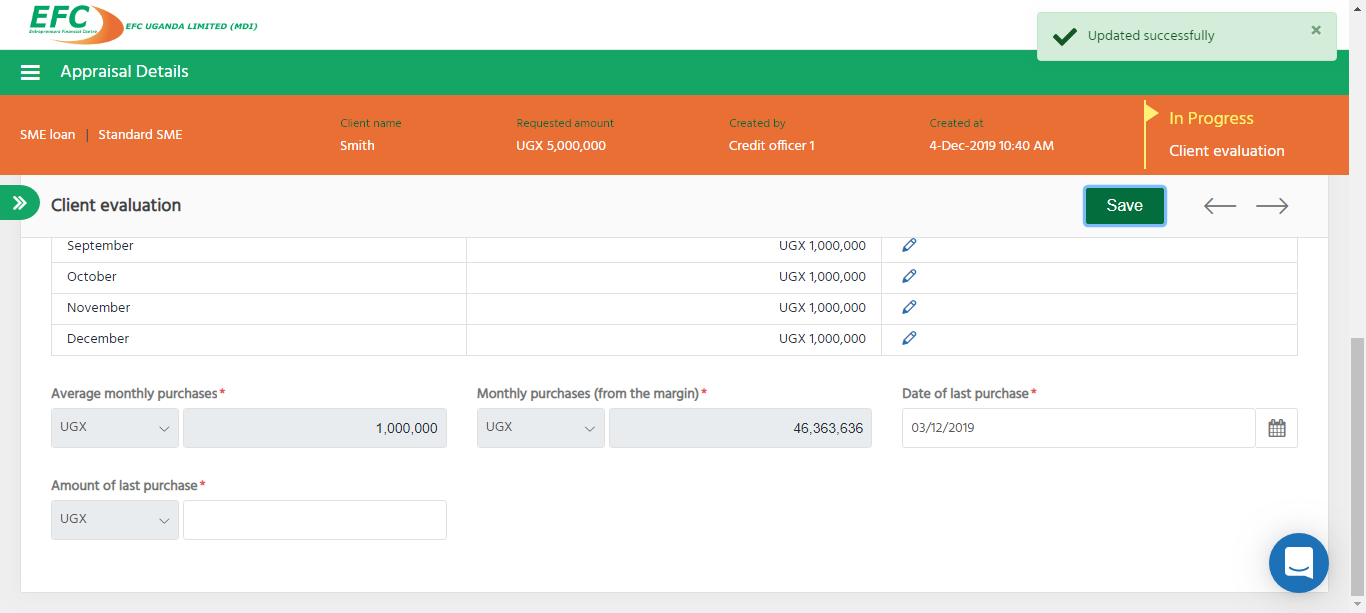 EFC
Entrepreneurs Financial Centre
EFC UGANDA LIMITED (MDI)
Updated successfully
×
Appraisal Details
SME loan | Standard SME
Client name
Smith
Requested amount
UGX 5,000,000
Created by
Credit officer 1
Created at
4-Dec-2019 10:40 AM
In Progress
Client evaluation
Client evaluation
Save
September UGX 1,000,000
October UGX 1,000,000
November UGX 1,000,000
December UGX 1,000,000
Average monthly purchases*
UGX 1,000,000
Monthly purchases (from the margin)*
UGX 46,363,636
Date of last purchase*
03/12/2019
Amount of last purchase*
UGX